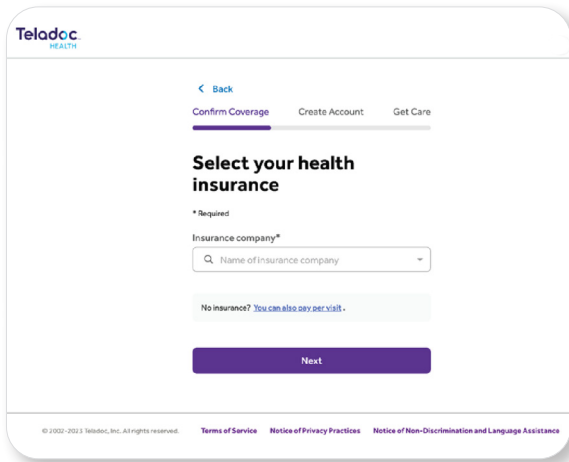 Teladoc
HEALTH
Back
Confirm Coverage Create Account Get Care
Select your health
insurance
* Required
Insurance company*
Name of insurance company
No insurance? You can also pay per visit.
Next
© 2002-2023 Teladoc, Inc. All rights reserved. Terms of Service Notice of Privacy Practices Notice of Non-Discrimination and Language Assistance